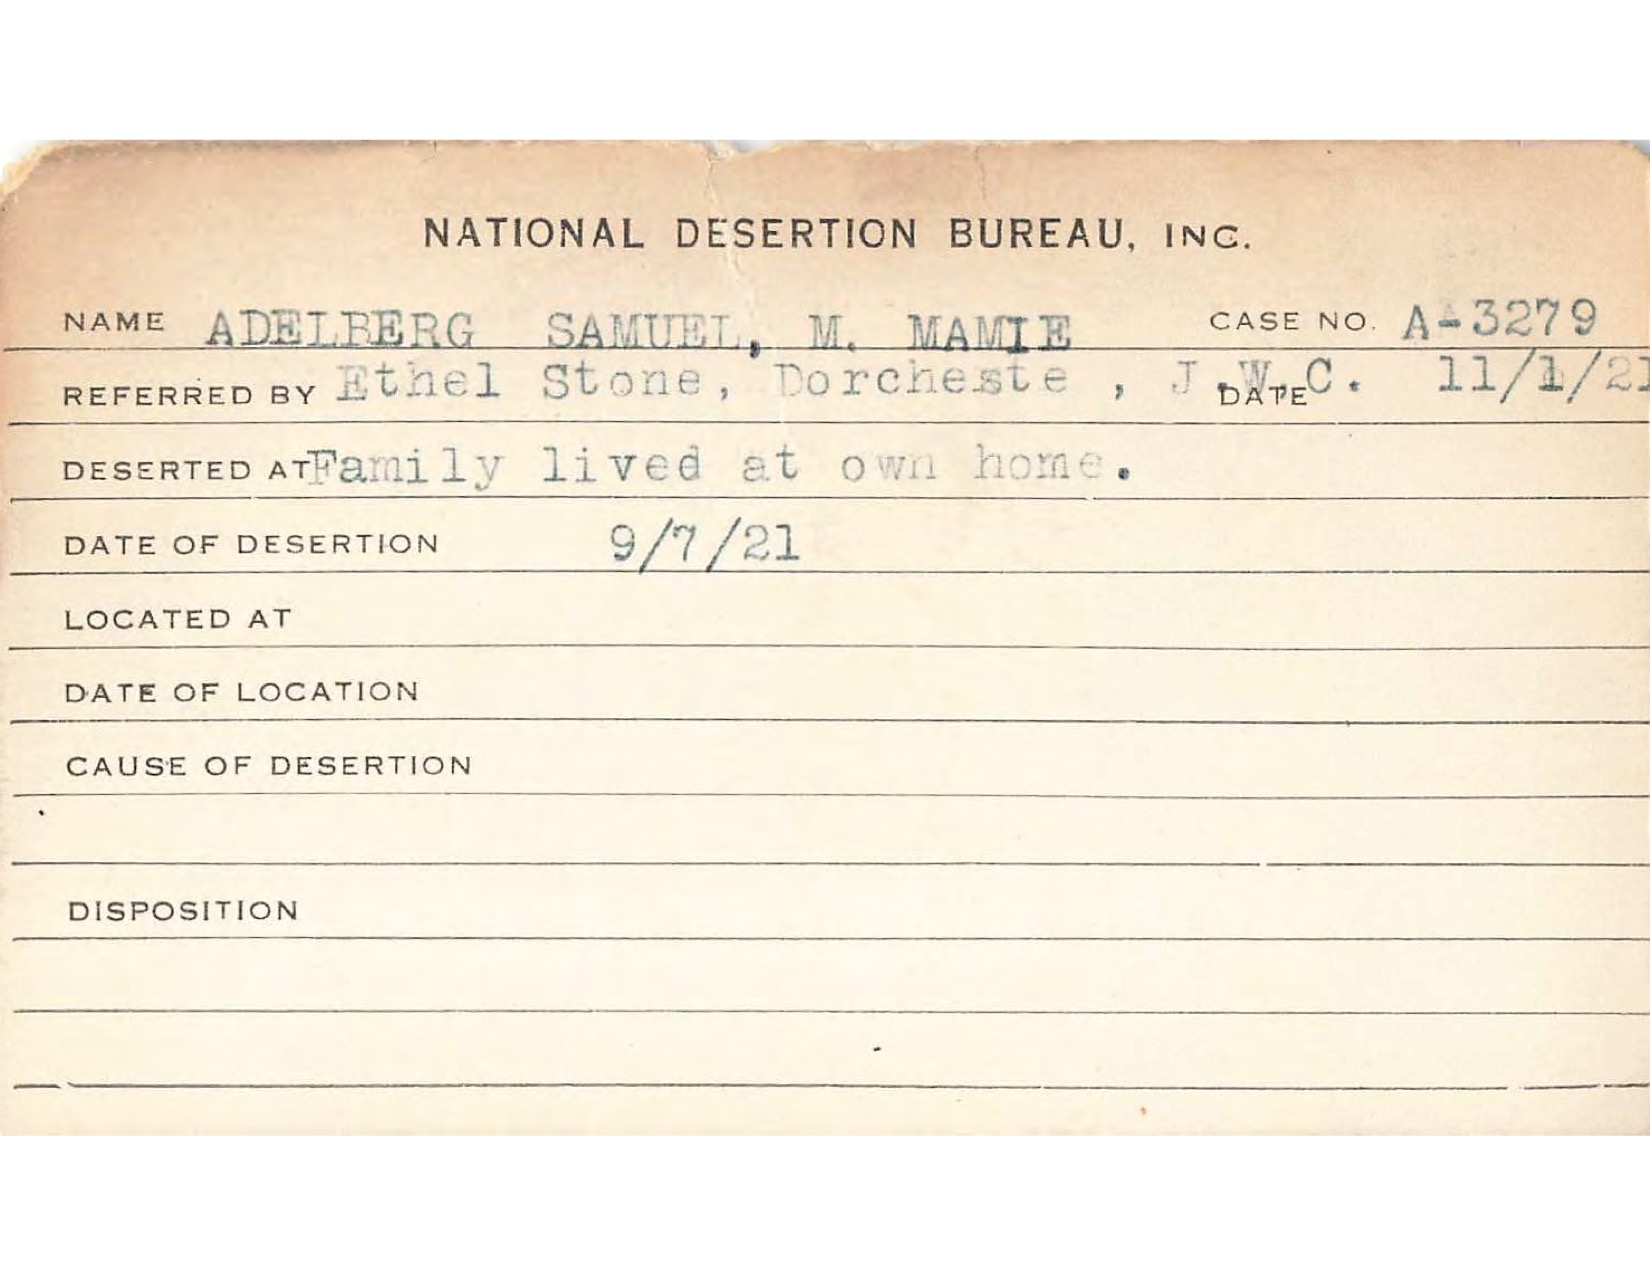 NATIONAL DESERTION BUREAU, INC.
NAME ADELBERG SAMUEL, M. MAMIE CASE NO. A-3279
REFERRED BY Ethel Stone, Dorcheste , J.W.C. DATE 11/1/21
DESERTED AT Family lived at own home.
DATE OF DESERTION 9/7/21
LOCATED AT
DATE OF LOCATION
CAUSE OF DESERTION
DISPOSITION